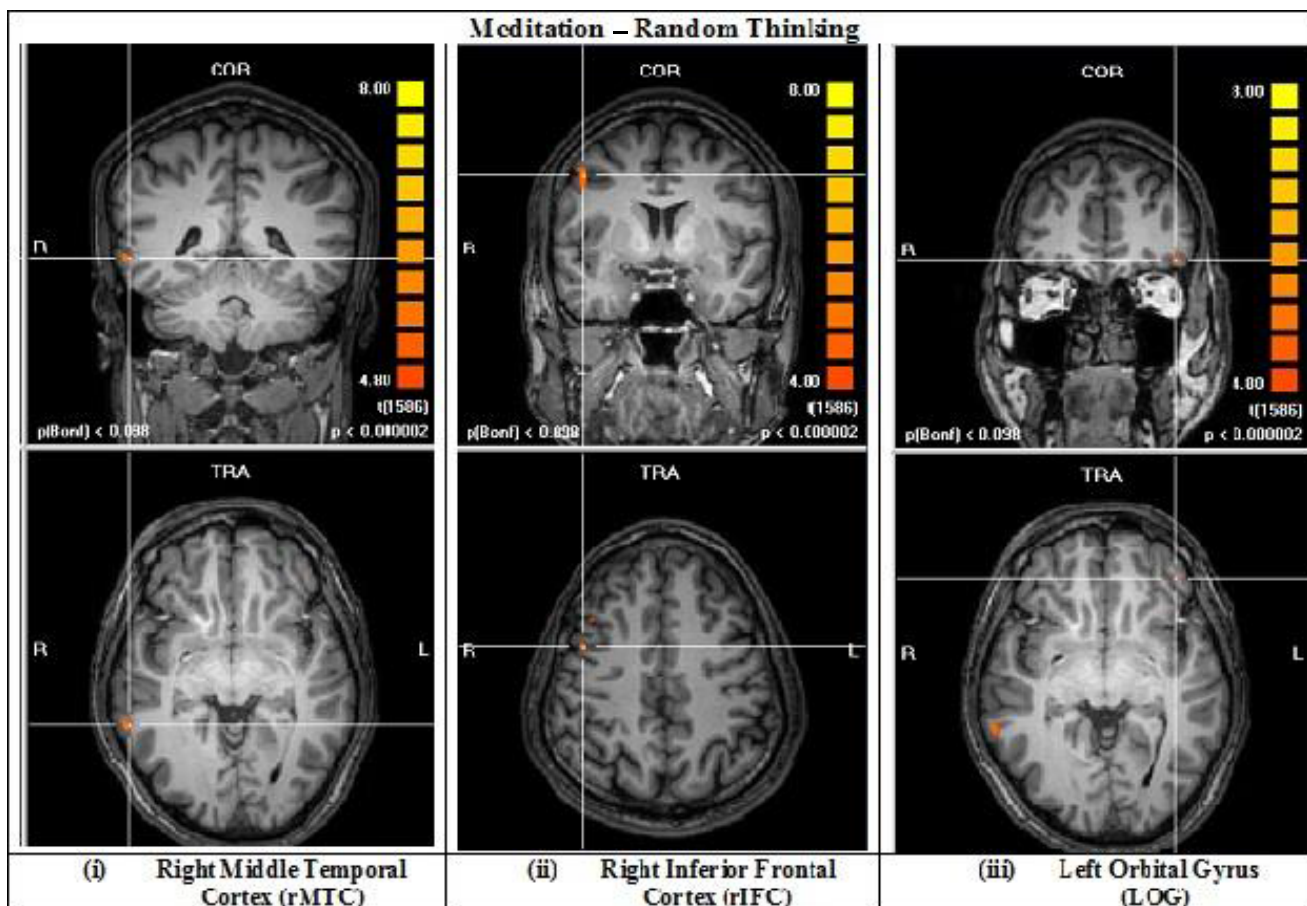 Meditation – Random Thinking
COR
8.00
R
4.80
t(1586)
p(Bonf) < 0.098
p < 0.000002
COR
8.00
R
4.80
t(1586)
p(Bonf) < 0.098
p < 0.000002
COR
8.00
R
4.80
t(1586)
p(Bonf) < 0.098
p < 0.000002
TRA
R
L
TRA
R
L
TRA
R
L
(i) Right Middle Temporal
Cortex (rMTC)
(ii) Right Inferior Frontal
Cortex (rIFC)
(iii) Left Orbital Gyrus
(LOG)